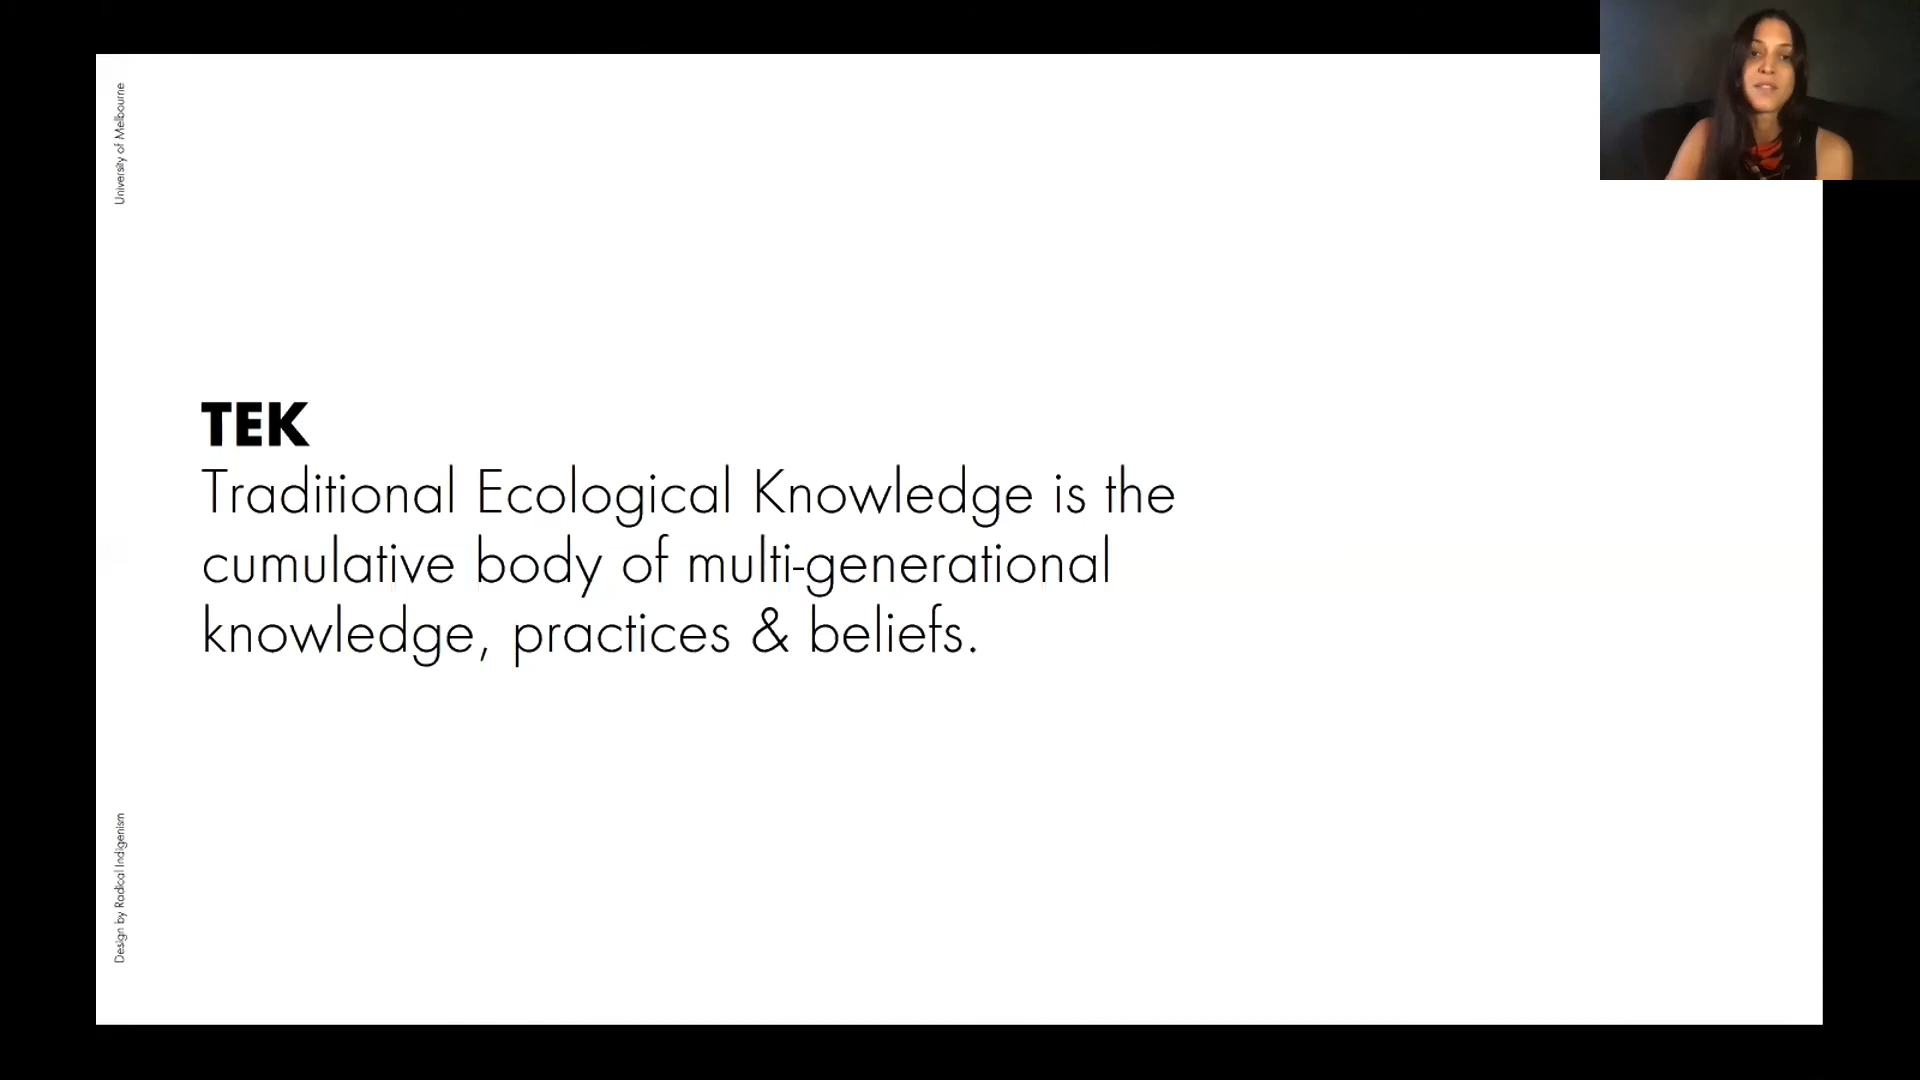 University of Melbourne
TEK
Traditional Ecological Knowledge is the
cumulative body of multi-generational
knowledge, practices & beliefs.
Design by Radical Indigenism